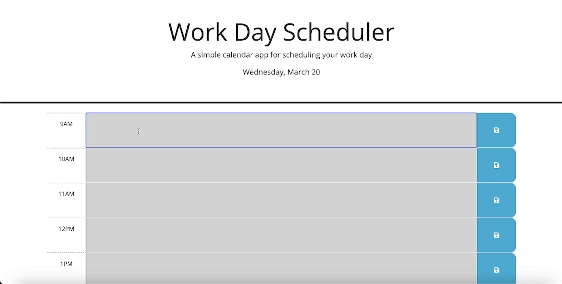 Work Day Scheduler
A simple calendar app for scheduling your work day
Wednesday, March 20
9AM
10AM
11AM
12PM
1PM